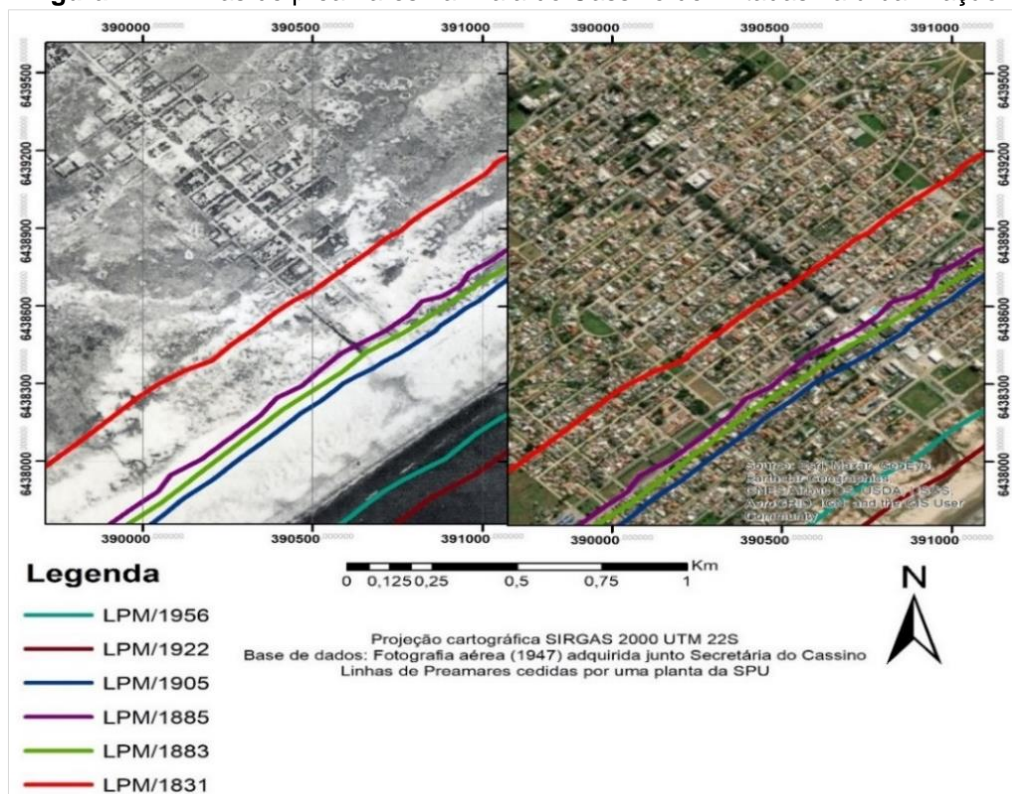 390000 390500 391000 390000 390500 391000
6439500 6439200 6438900 6438600 6438300 6438000
6439500 6439200 6438900 6438600 6438300 6438000
Community
390000 390500 391000 390000 390500 391000
Legenda
LPM/1956
LPM/1922
LPM/1905
LPM/1885
LPM/1883
LPM/1831
0 0,125 0,25 0,5 0,75 1 Km
N
Projeção cartográfica SIRGAS 2000 UTM 22S
Base de dados: Fotografia aérea (1947) adquirida junto Secretária do Cassino
Linhas de Preamares cedidas por uma planta da SPU